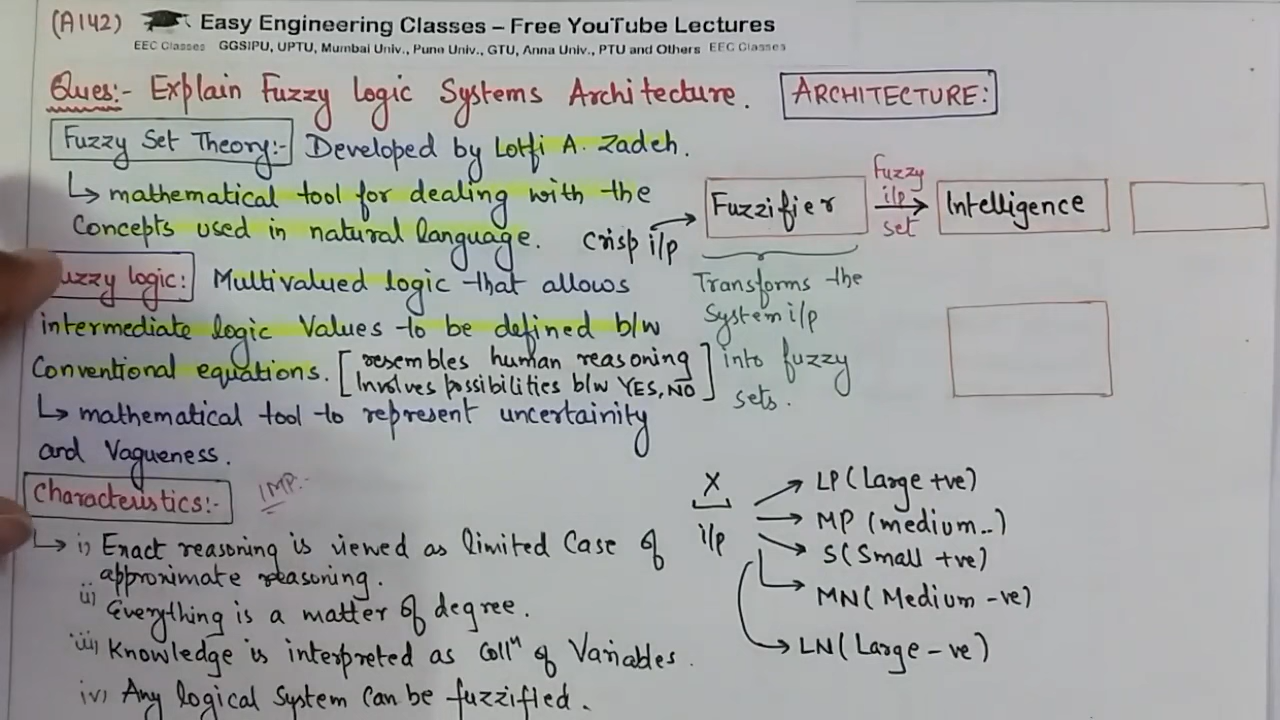 (A142) Easy Engineering Classes – Free YouTube Lectures
EEC Classes GGSIPU, UPTU, Mumbai Univ., Pune Univ., GTU, Anna Univ., PTU and Others EEC Classes
Ques:- Explain Fuzzy Logic Systems Architecture.
Fuzzy Set Theory:- Developed by Lotfi A. Zadeh.
↳ mathematical tool for dealing with the
Concepts used in natural language.
uzzy logic: Multivalued logic that allows
intermediate logic Values to be defined b/w
Conventional equations. [resembles human reasoning
Involves possibilities b/w YES, NO]
↳ mathematical tool to represent uncertainity
and Vagueness.
Characteristics:- IMP.-
↳ i) Exact reasoning is viewed as limited Case of
approximate reasoning.
ii) Everything is a matter of degree.
iii) Knowledge is interpreted as Collⁿ of Variables.
iv) Any logical System Can be fuzzified.
ARCHITECTURE:
crisp i/p → Fuzzifier
Fuzzy
i/p →
set
Intelligence
Transforms the
System i/p
into fuzzy
sets.
X
i/p
LP (Large +ve)
MP (medium..)
S (Small +ve)
MN (Medium -ve)
LN (Large -ve)